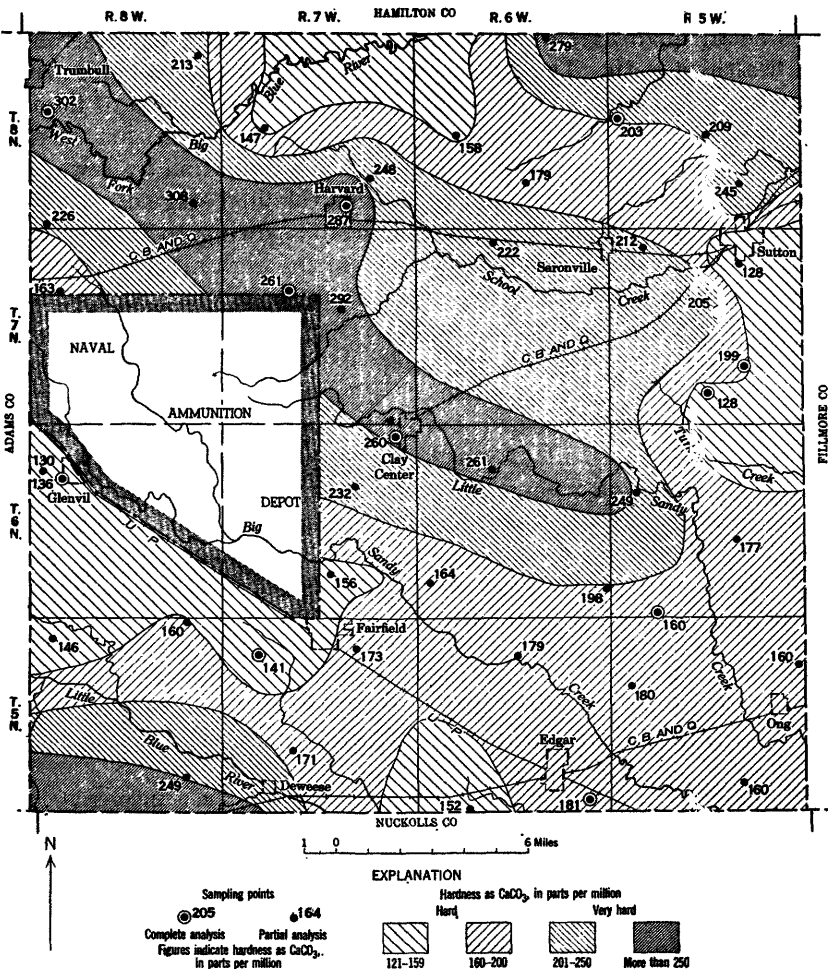 R. 8 W. R. 7 W. HAMILTON CO R. 6 W. R 5 W.
T. 8 N.
T. 7 N.
T. 6 N.
T. 5 N.
ADAMS CO
FILLMORE CO
Trumbull
213
Blue
River
279
302
West
Fork
Big
147
158
203
209
248
179
245
308
Harvard
287
226
C. B. AND Q.
222
212
Saronville
Sutton
128
School
Creek
163
261
292
205
NAVAL
C. B. AND Q.
199
AMMUNITION
128
Tur
260
Clay
Center
261
130
136
Glenvil
Little
249
Sandy
Creek
232
DEPOT
U. P.
Big
Sandy
177
156
164
198
160
146
160
Fairfield
141
173
179
160
Creek
180
Creek
Little
Blue
U. P.
Edgar
C. B. AND Q.
Ong
171
River
Deweese
249
152
181
160
NUCKOLLS CO
N
1 0 6 Miles
EXPLANATION
Sampling points
205 164
Complete analysis Partial analysis
Figures indicate hardness as CaCO3,
in parts per million
Hardness as CaCO3, in parts per million
Hard Very hard
121–159 160–200 201–250 More than 250